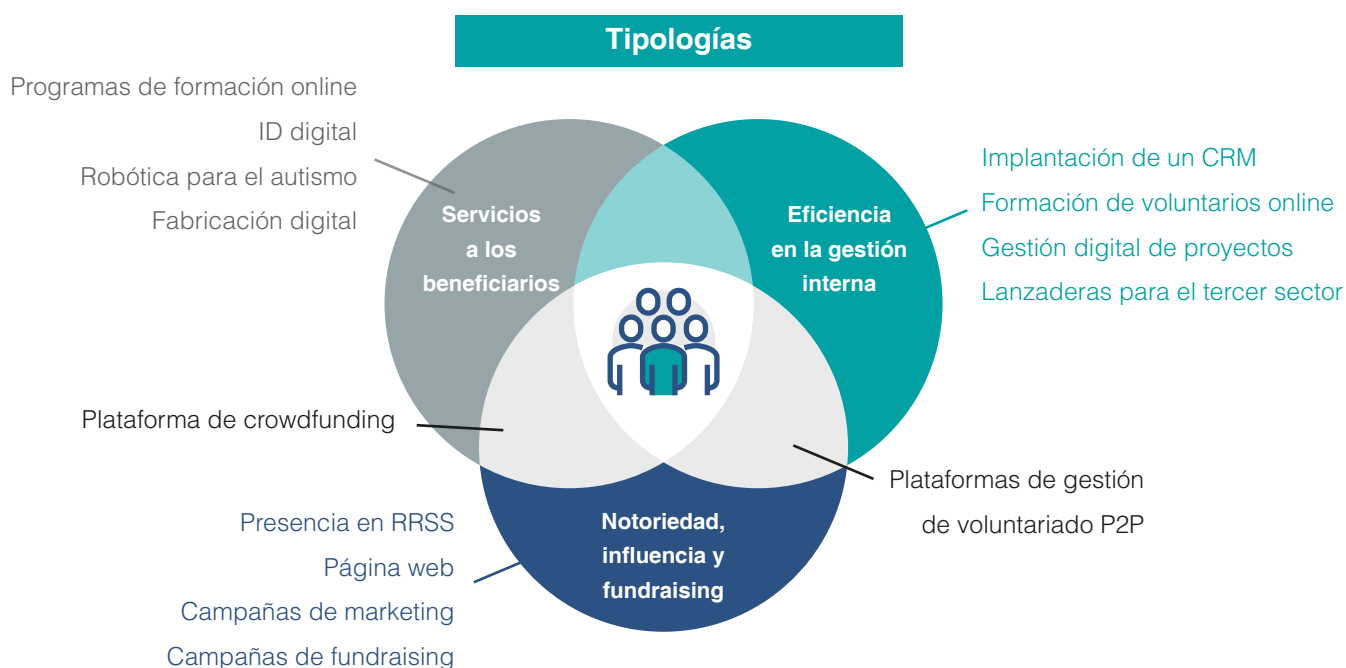 Tipologías
Programas de formación online
ID digital
Robótica para el autismo
Fabricación digital
Servicios
a los
beneficiarios
Eficiencia
en la gestión
interna
Implantación de un CRM
Formación de voluntarios online
Gestión digital de proyectos
Lanzaderas para el tercer sector
Plataforma de crowdfunding
Plataformas de gestión
de voluntariado P2P
Presencia en RRSS
Página web
Campañas de marketing
Campañas de fundraising
Notoriedad,
influencia y
fundraising